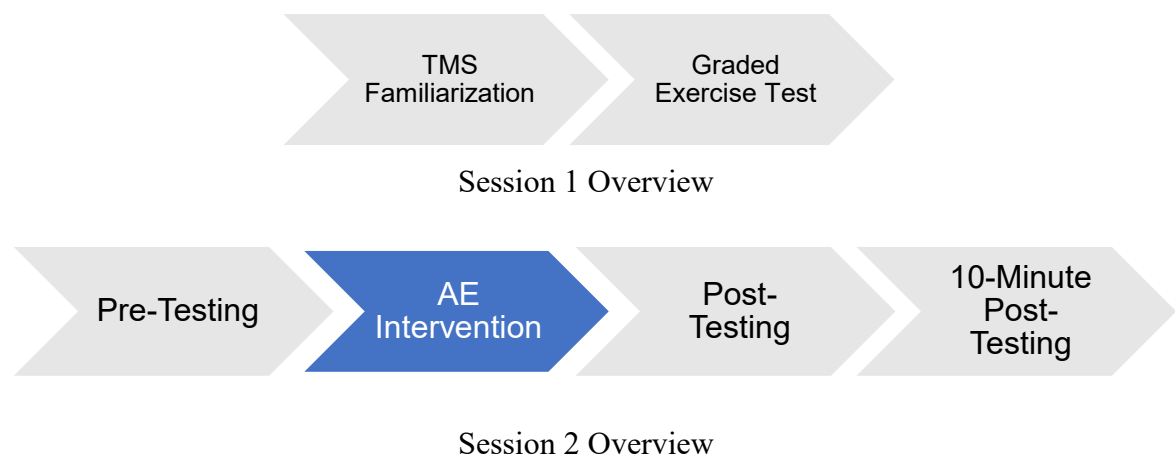 TMS
Familiarization
Graded
Exercise Test
Session 1 Overview
Pre-Testing
AE
Intervention
Post-
Testing
10-Minute
Post-
Testing
Session 2 Overview